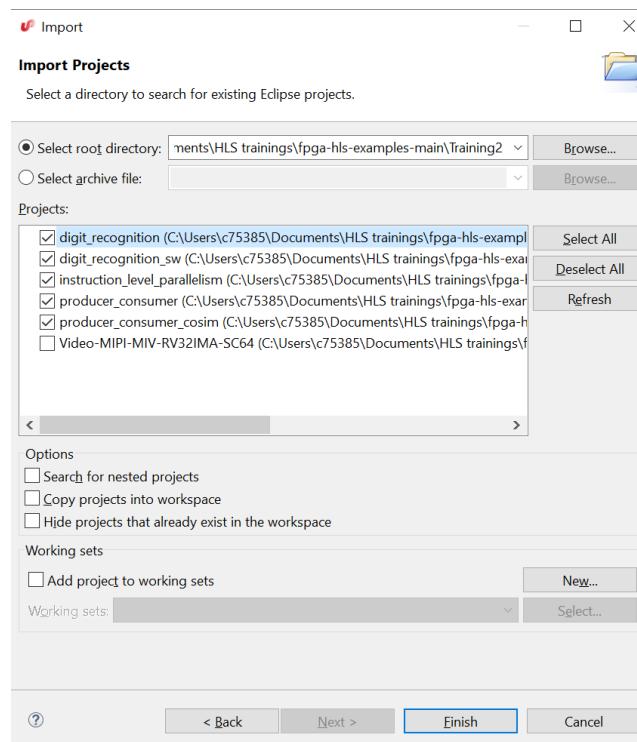 Import
Import Projects
Select a directory to search for existing Eclipse projects.
Select root directory: ments\HLS trainings\fpga-hls-examples-main\Training2 Browse...
Select archive file: Browse...
Projects:
digit_recognition (C:\Users\c75385\Documents\HLS trainings\fpga-hls-exampl
digit_recognition_sw (C:\Users\c75385\Documents\HLS trainings\fpga-hls-exar
instruction_level_parallelism (C:\Users\c75385\Documents\HLS trainings\fpga-l
producer_consumer (C:\Users\c75385\Documents\HLS trainings\fpga-hls-exar
producer_consumer_cosim (C:\Users\c75385\Documents\HLS trainings\fpga-h
Video-MIPI-MIV-RV32IMA-SC64 (C:\Users\c75385\Documents\HLS trainings\f
Select All
Deselect All
Refresh
Options
Search for nested projects
Copy projects into workspace
Hide projects that already exist in the workspace
Working sets
Add project to working sets New...
Working sets: Select...
? < Back Next > Finish Cancel